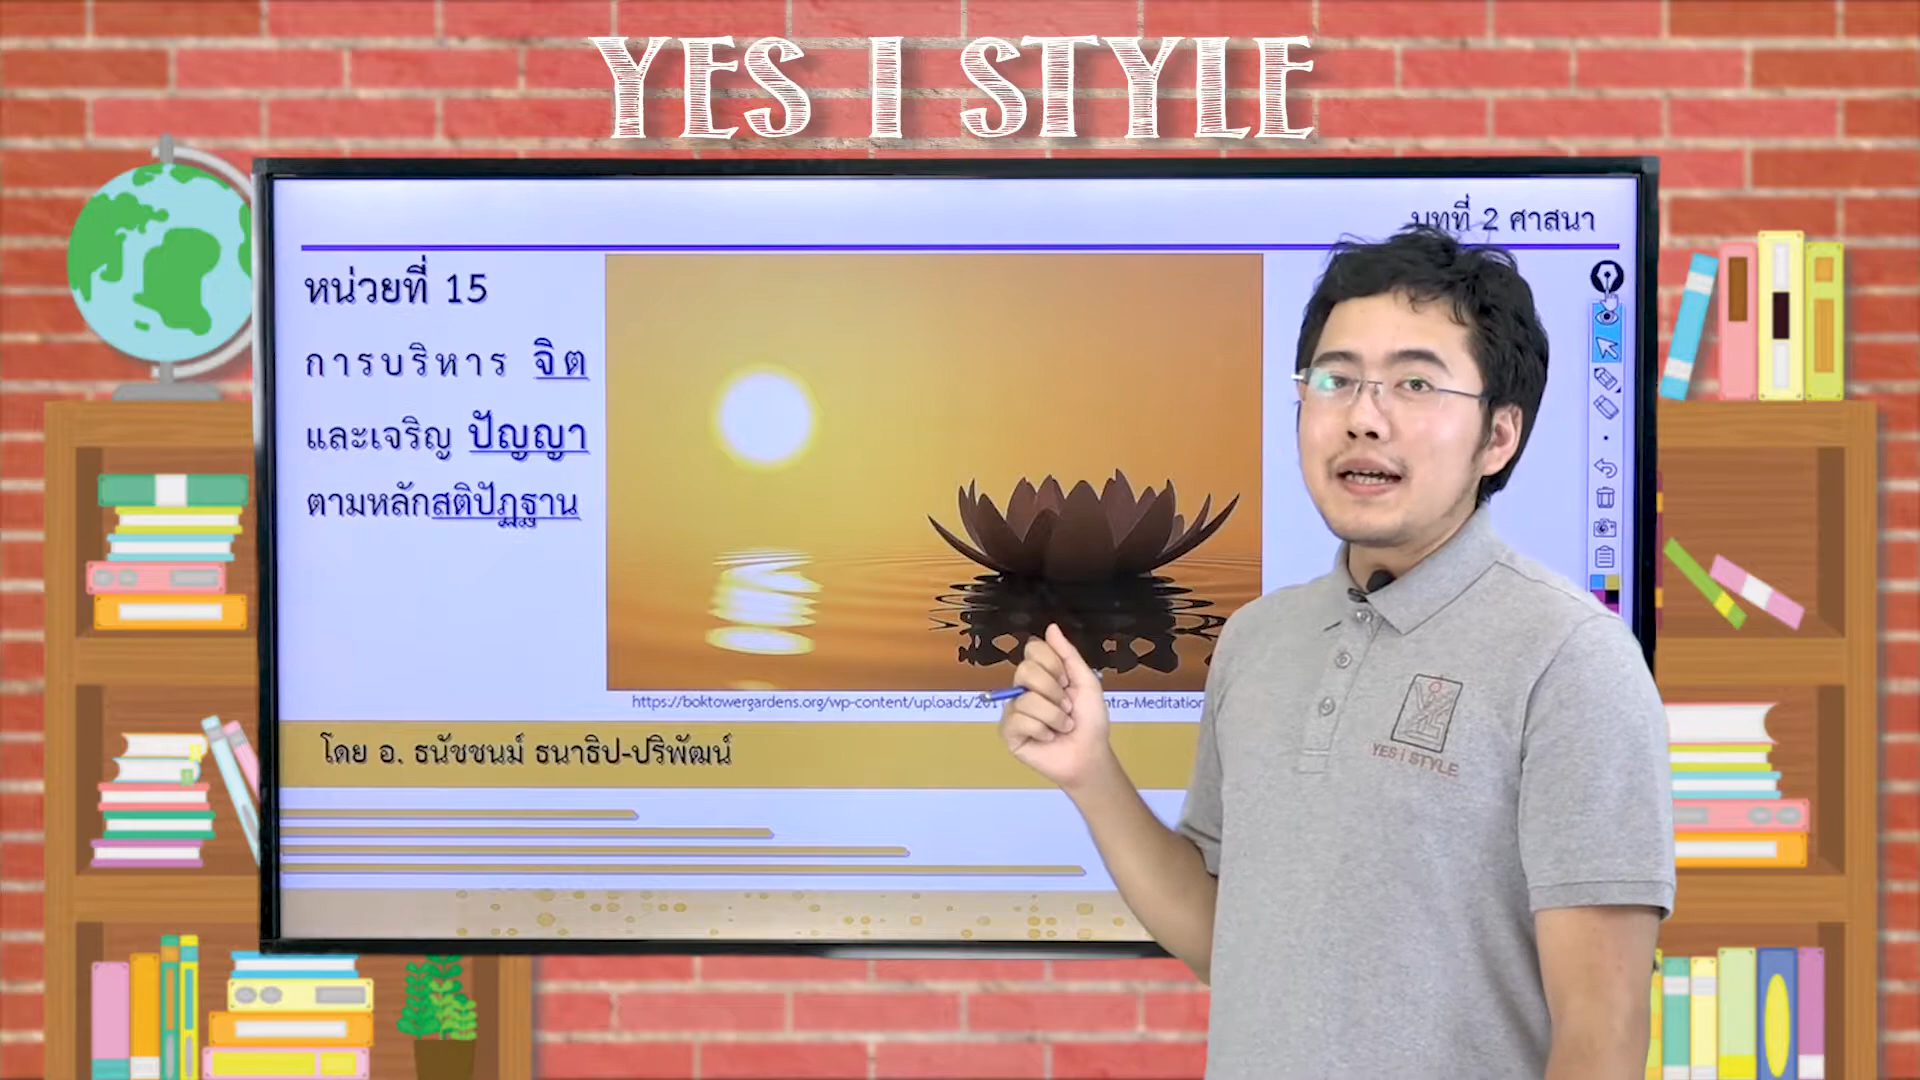 YES I STYLE
บทที่ 2 ศาสนา
หน่วยที่ 15
การบริหาร จิต
และเจริญ ปัญญา
ตามหลักสติปัฏฐาน
https://boktowergardens.org/wp-content/uploads/201
ntra-Meditation
โดย อ. ธนัชชนม์ ธนาธิป-ปริพัฒน์
YES i STYLE